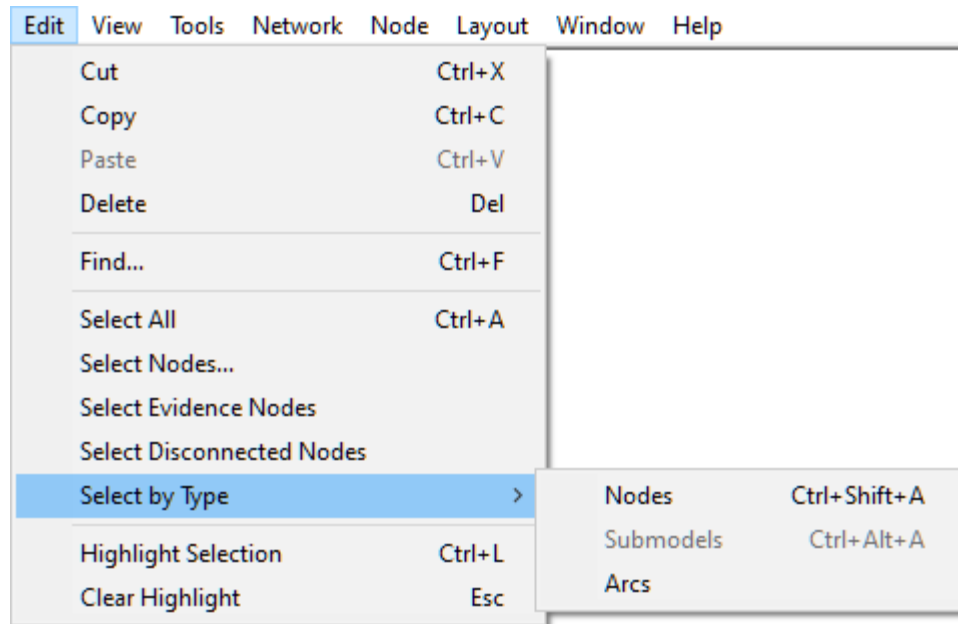 Edit View Tools Network Node Layout Window Help
Cut Ctrl+X
Copy Ctrl+C
Paste Ctrl+V
Delete Del
Find... Ctrl+F
Select All Ctrl+A
Select Nodes...
Select Evidence Nodes
Select Disconnected Nodes
Select by Type >
Nodes Ctrl+Shift+A
Submodels Ctrl+Alt+A
Arcs
Highlight Selection Ctrl+L
Clear Highlight Esc